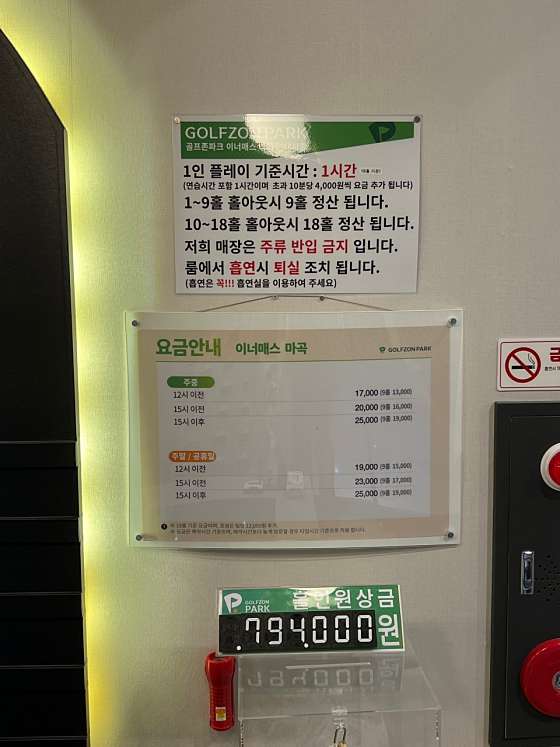 GOLFZON PARK
골프존파크 이너매스
1인 플레이 기준시간 : 1시간
(연습시간 포함 1시간이며 초과 10분당 4,000원씩 요금 추가 됩니다)
1~9홀 홀아웃시 9홀 정산 됩니다.
10~18홀 홀아웃시 18홀 정산 됩니다.
저희 매장은 주류 반입 금지 입니다.
룸에서 흡연시 퇴실 조치 됩니다.
(흡연은 꼭!!! 흡연실을 이용하여 주세요)
요금안내 이너매스 마곡 GOLFZON PARK
주중
12시 이전 17,000 (9홀 13,000)
15시 이전 20,000 (9홀 16,000)
15시 이후 25,000 (9홀 19,000)
주말 / 공휴일
12시 이전 19,000 (9홀 15,000)
15시 이전 23,000 (9홀 17,000)
15시 이후 25,000 (9홀 19,000)
GOLFZON PARK 홀인원상금
794,000원